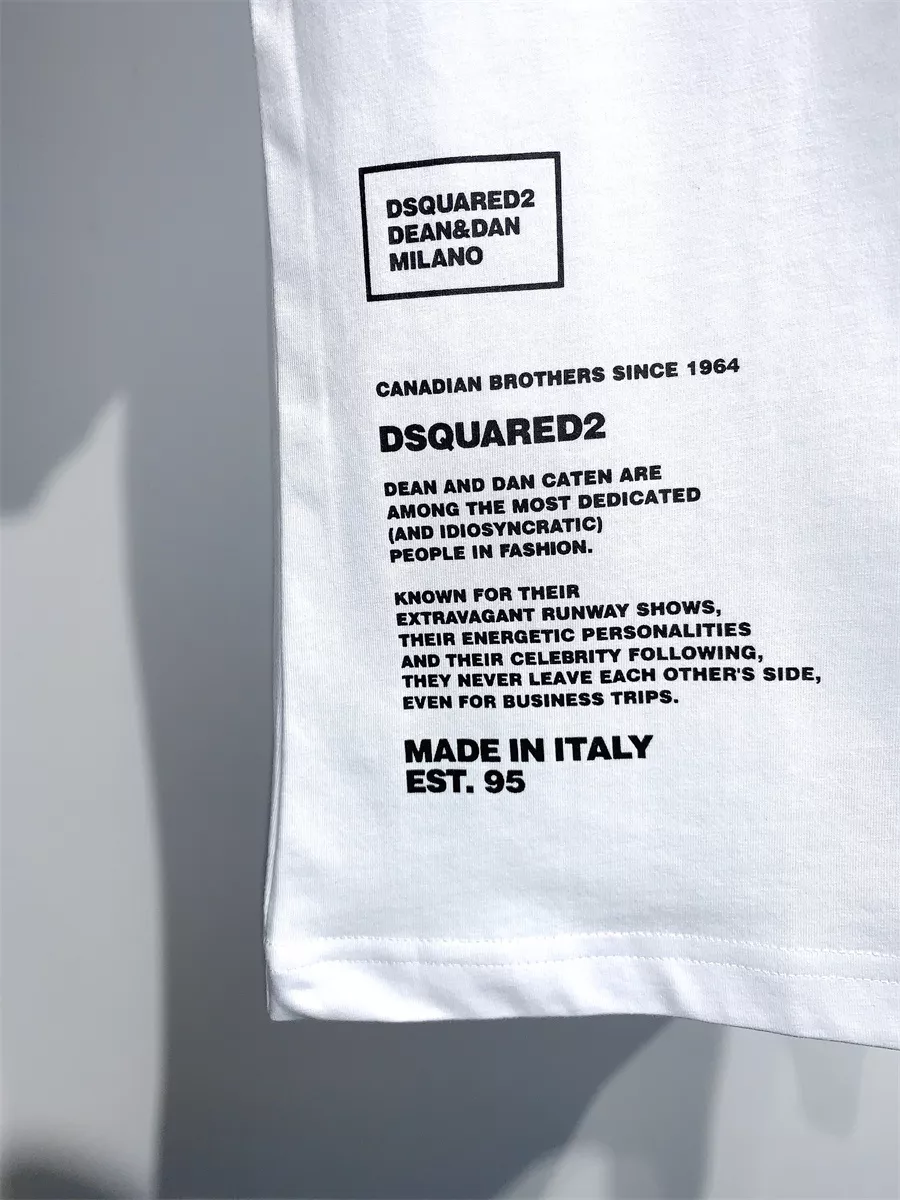 DSQUARED2
DEAN&DAN
MILANO
CANADIAN BROTHERS SINCE 1964
DSQUARED2
DEAN AND DAN CATEN ARE
AMONG THE MOST DEDICATED
(AND IDIOSYNCRATIC)
PEOPLE IN FASHION.
KNOWN FOR THEIR
EXTRAVAGANT RUNWAY SHOWS,
THEIR ENERGETIC PERSONALITIES
AND THEIR CELEBRITY FOLLOWING,
THEY NEVER LEAVE EACH OTHER'S SIDE,
EVEN FOR BUSINESS TRIPS.
MADE IN ITALY
EST. 95